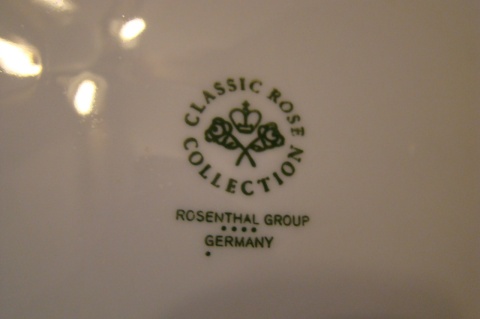 CLASSIC ROSE
COLLECTION
ROSENTHAL GROUP
GERMANY